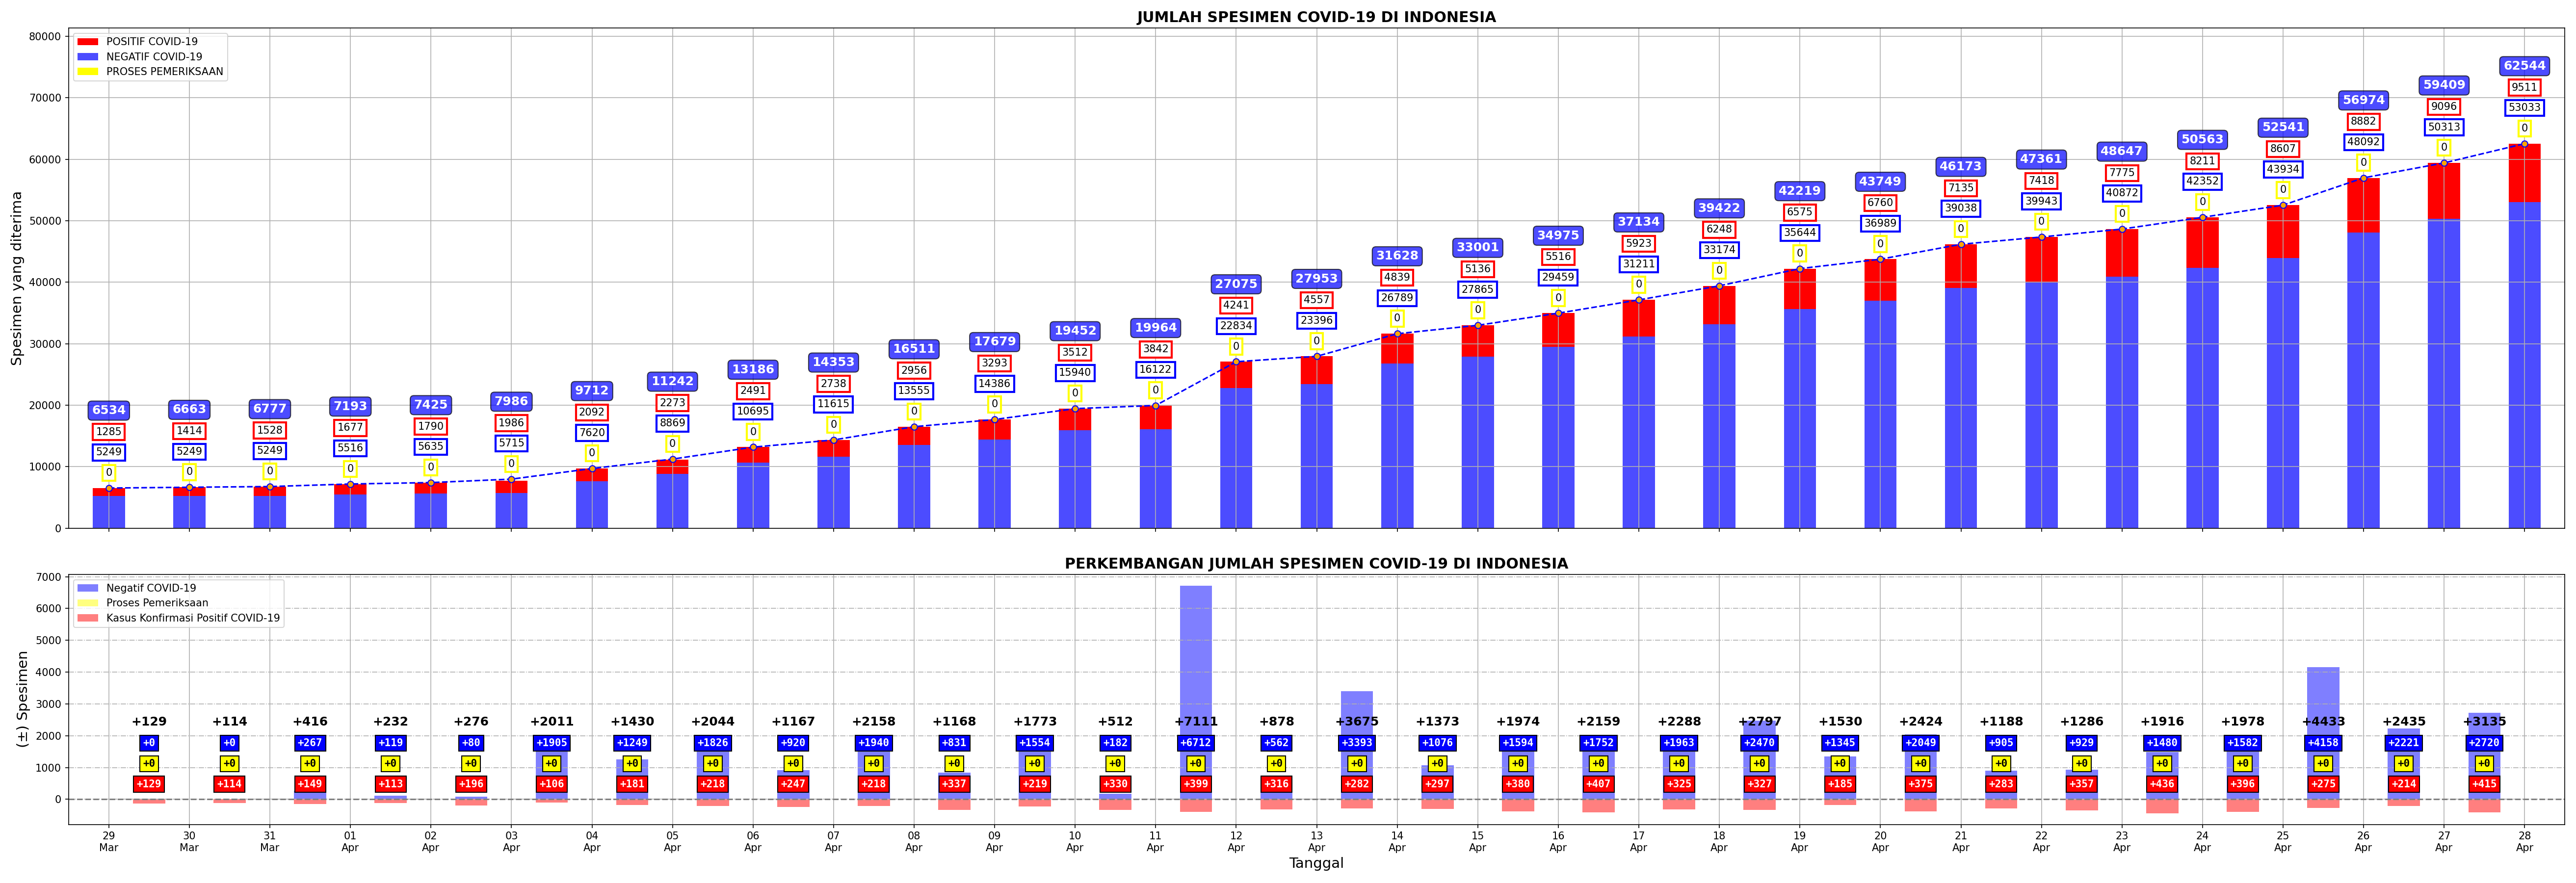 JUMLAH SPESIMEN COVID-19 DI INDONESIA
POSITIF COVID-19
NEGATIF COVID-19
PROSES PEMERIKSAAN
Spesimen yang diterima
80000
70000
60000
50000
40000
30000
20000
10000
0
6534 6663 6777 7193 7425 7986 9712 11242 13186 14353 16511 17679 19452 19964 27075 27953 31628 33001 34975 37134 39422 42219 43749 46173 47361 48647 50563 52541 56974 59409 62544
1285 1414 1528 1677 1790 1986 2092 2273 2491 2738 2956 3293 3512 3842 4241 4557 4839 5136 5516 5923 6248 6575 6760 7135 7418 7775 8211 8607 8882 9096 9511
5249 5249 5249 5516 5635 5715 7620 8869 10695 11615 13555 14386 15940 16122 22834 23396 26789 27865 29459 31211 33174 35644 36989 39038 39943 40872 42352 43934 48092 50313 53033
0 0 0 0 0 0 0 0 0 0 0 0 0 0 0 0 0 0 0 0 0 0 0 0 0 0 0 0 0 0 0
PERKEMBANGAN JUMLAH SPESIMEN COVID-19 DI INDONESIA
Negatif COVID-19
Proses Pemeriksaan
Kasus Konfirmasi Positif COVID-19
(±) Spesimen
7000
6000
5000
4000
3000
2000
1000
0
+129 +114 +416 +232 +276 +2011 +1430 +2044 +1167 +2158 +1168 +1773 +512 +7111 +878 +3675 +1373 +1974 +2159 +2288 +2797 +1530 +2424 +1188 +1286 +1916 +1978 +4433 +2435 +3135
+0 +0 +267 +119 +80 +1905 +1249 +1826 +920 +1940 +831 +1554 +182 +6712 +562 +3393 +1076 +1594 +1752 +1963 +2470 +1345 +2049 +905 +929 +1480 +1582 +4158 +2221 +2720
+0 +0 +0 +0 +0 +0 +0 +0 +0 +0 +0 +0 +0 +0 +0 +0 +0 +0 +0 +0 +0 +0 +0 +0 +0 +0 +0 +0 +0 +0
+129 +114 +149 +113 +196 +106 +181 +218 +247 +218 +337 +219 +330 +399 +316 +282 +297 +380 +407 +325 +327 +185 +375 +283 +357 +436 +396 +275 +214 +415
29 30 31 01 02 03 04 05 06 07 08 09 10 11 12 13 14 15 16 17 18 19 20 21 22 23 24 25 26 27 28
Mar Mar Mar Apr Apr Apr Apr Apr Apr Apr Apr Apr Apr Apr Apr Apr Apr Apr Apr Apr Apr Apr Apr Apr Apr Apr Apr Apr Apr Apr Apr
Tanggal